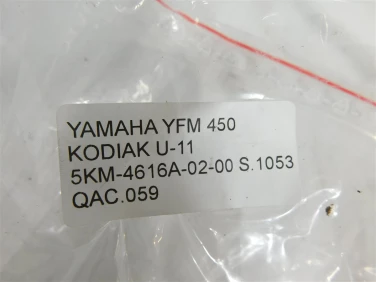 YAMAHA YFM 450
KODIAK U-11
5KM-4616A-02-00 S.1053
QAC.059